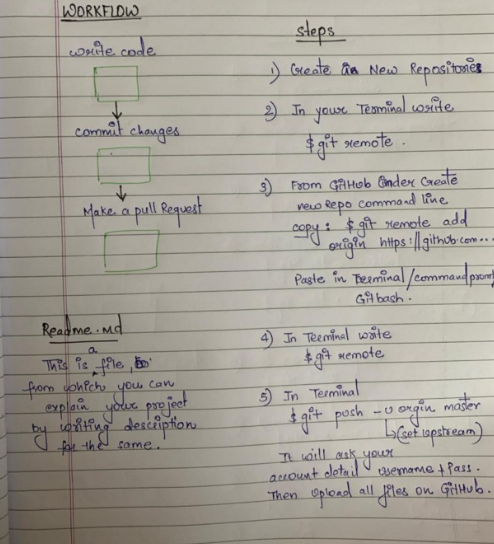 WORKFLOW
write code
commit changes
Make a pull Request
Readme.md
a
This is file,
from which you can
explain your project
by writing description
for the same.
steps
1) Create a New Repositories
2) In your Terminal write
$git remote.
3) From GitHub Under Create
new Repo command line
copy: $git remote add
origin https://github.com...
Paste in Terminal/command prompt
Gitbash.
4) In Terminal write
$git remote
5) In Terminal
$git push -u orgin master
(set upstream)
It will ask your
account detail username + Pass.
Then upload all files on GitHub.